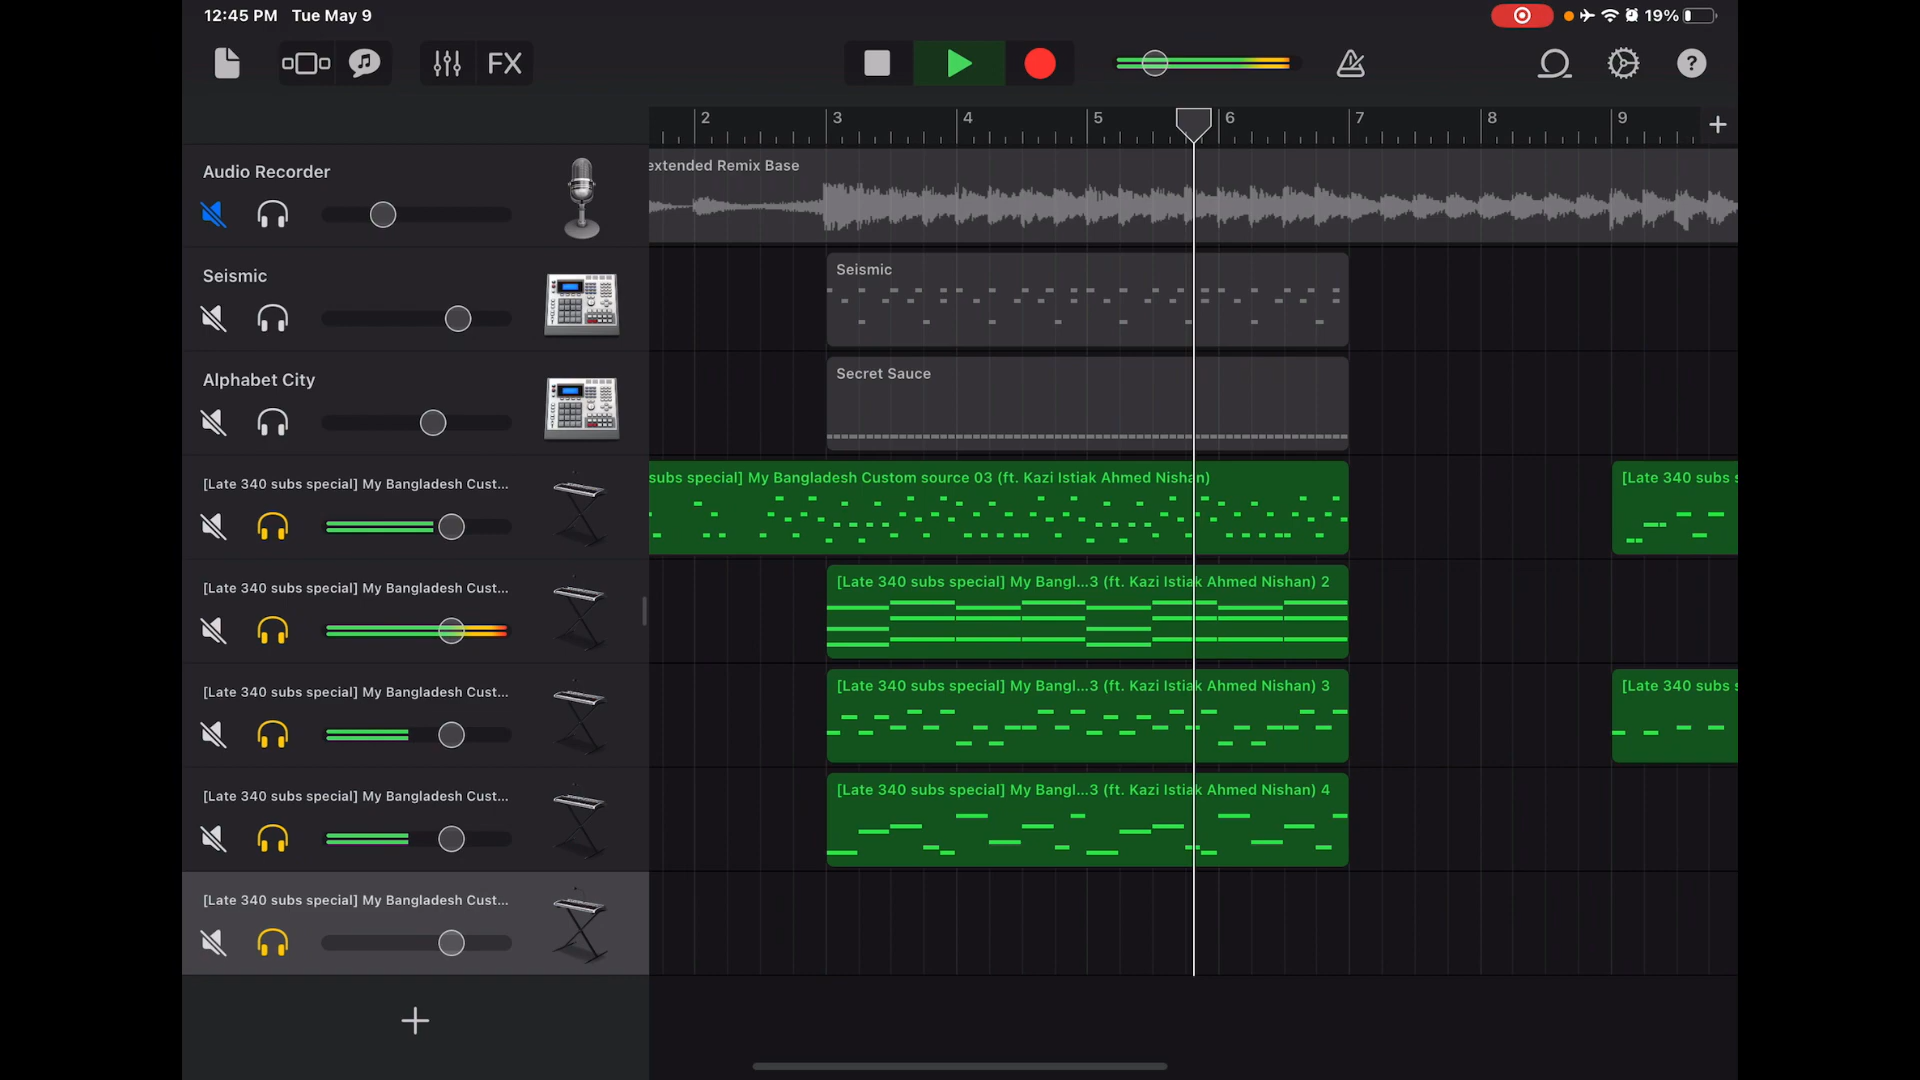 12:45 PM Tue May 9
19%
FX
?
2 3 4 5 6 7 8 9
Audio Recorder
extended Remix Base
Seismic
Seismic
Alphabet City
Secret Sauce
[Late 340 subs special] My Bangladesh Cust...
subs special] My Bangladesh Custom source 03 (ft. Kazi Istiak Ahmed Nishan)
[Late 340 subs s
[Late 340 subs special] My Bangladesh Cust...
[Late 340 subs special] My Bangl...3 (ft. Kazi Istiak Ahmed Nishan) 2
[Late 340 subs special] My Bangladesh Cust...
[Late 340 subs special] My Bangl...3 (ft. Kazi Istiak Ahmed Nishan) 3
[Late 340 subs s
[Late 340 subs special] My Bangladesh Cust...
[Late 340 subs special] My Bangl...3 (ft. Kazi Istiak Ahmed Nishan) 4
[Late 340 subs special] My Bangladesh Cust...